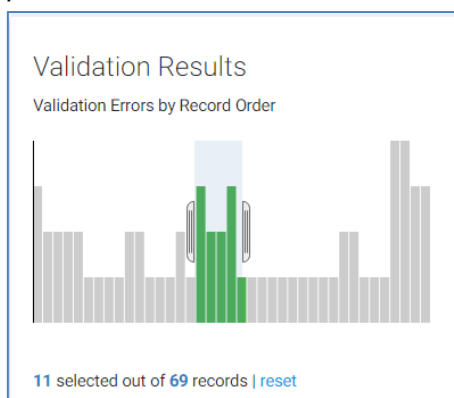 Validation Results
Validation Errors by Record Order
11 selected out of 69 records | reset